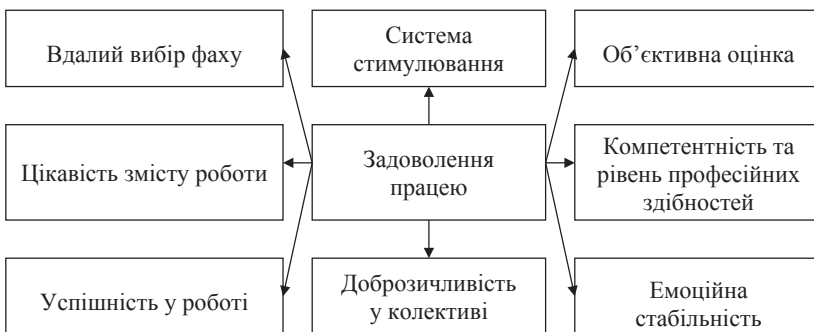 Вдалий вибір фаху
Система
стимулювання
Об’єктивна оцінка
Цікавість змісту роботи
Задоволення
працею
Компетентність та
рівень професійних
здібностей
Успішність у роботі
Доброзичливість
у колективі
Емоційна
стабільність